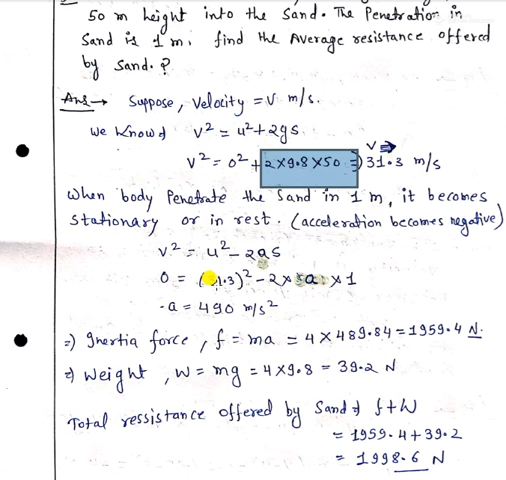 50 m height into the Sand. The Penetration in
Sand is 1 m. find the Average resistance offered
by Sand.?
Ans → Suppose, Velocity = v m/s.
We Know v² = u² + 2gs
v² = 0² + 2×9.8×50 ⇒ v ⇒ 31.3 m/s
When body Penetrate the Sand in 1 m, it becomes
Stationary or in rest. (acceleration becomes negative)
v² = u² - 2as
0 = ( 1.3)² - 2× a ×1
-a = 490 m/s²
⇒ Inertia force, f = ma = 4×489.84 = 1959.4 N.
⇒ Weight, W = mg = 4×9.8 = 39.2 N
Total ressistance offered by Sand f+W
= 1959.4+39.2
= 1998.6 N